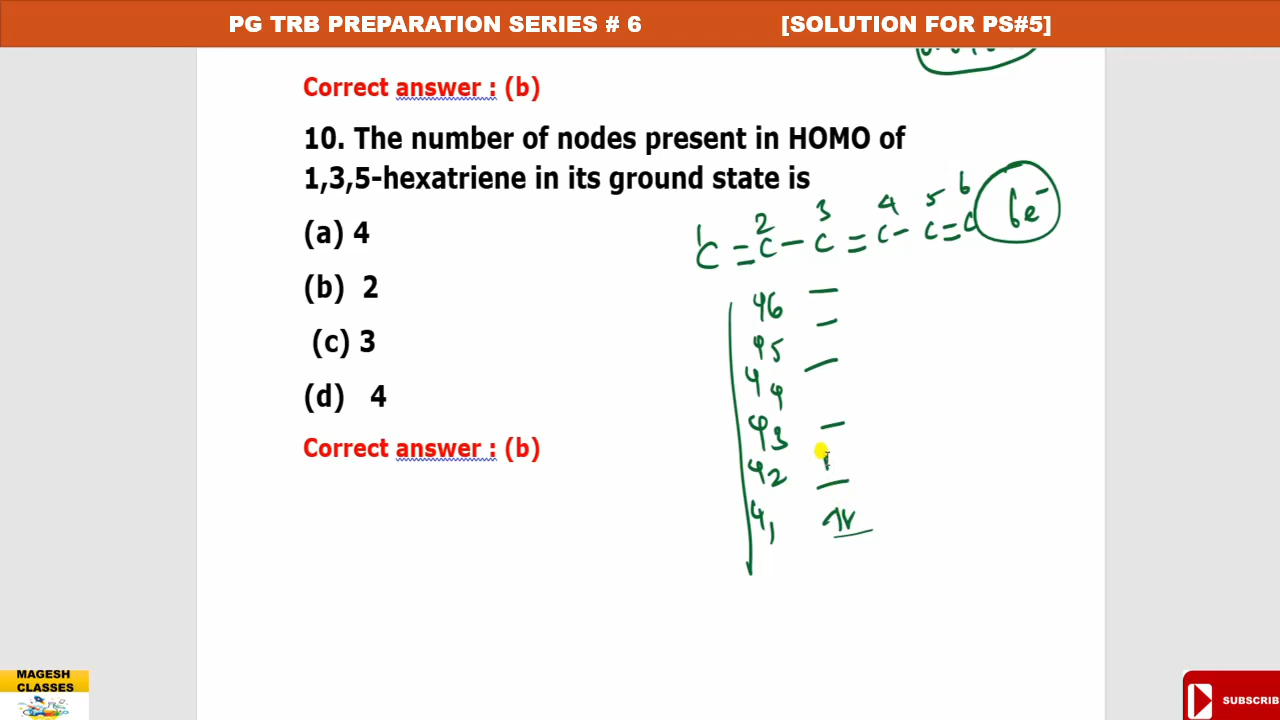 PG TRB PREPARATION SERIES # 6 [SOLUTION FOR PS#5]
Correct answer : (b)
10. The number of nodes present in HOMO of
1,3,5-hexatriene in its ground state is
(a) 4
(b) 2
(c) 3
(d) 4
Correct answer : (b)
1 2 3 4 5 6
C = C - C = C - C = C 6e⁻
ψ6
ψ5
ψ4
ψ3
ψ2
ψ1
MAGESH
CLASSES
SUBSCRIB